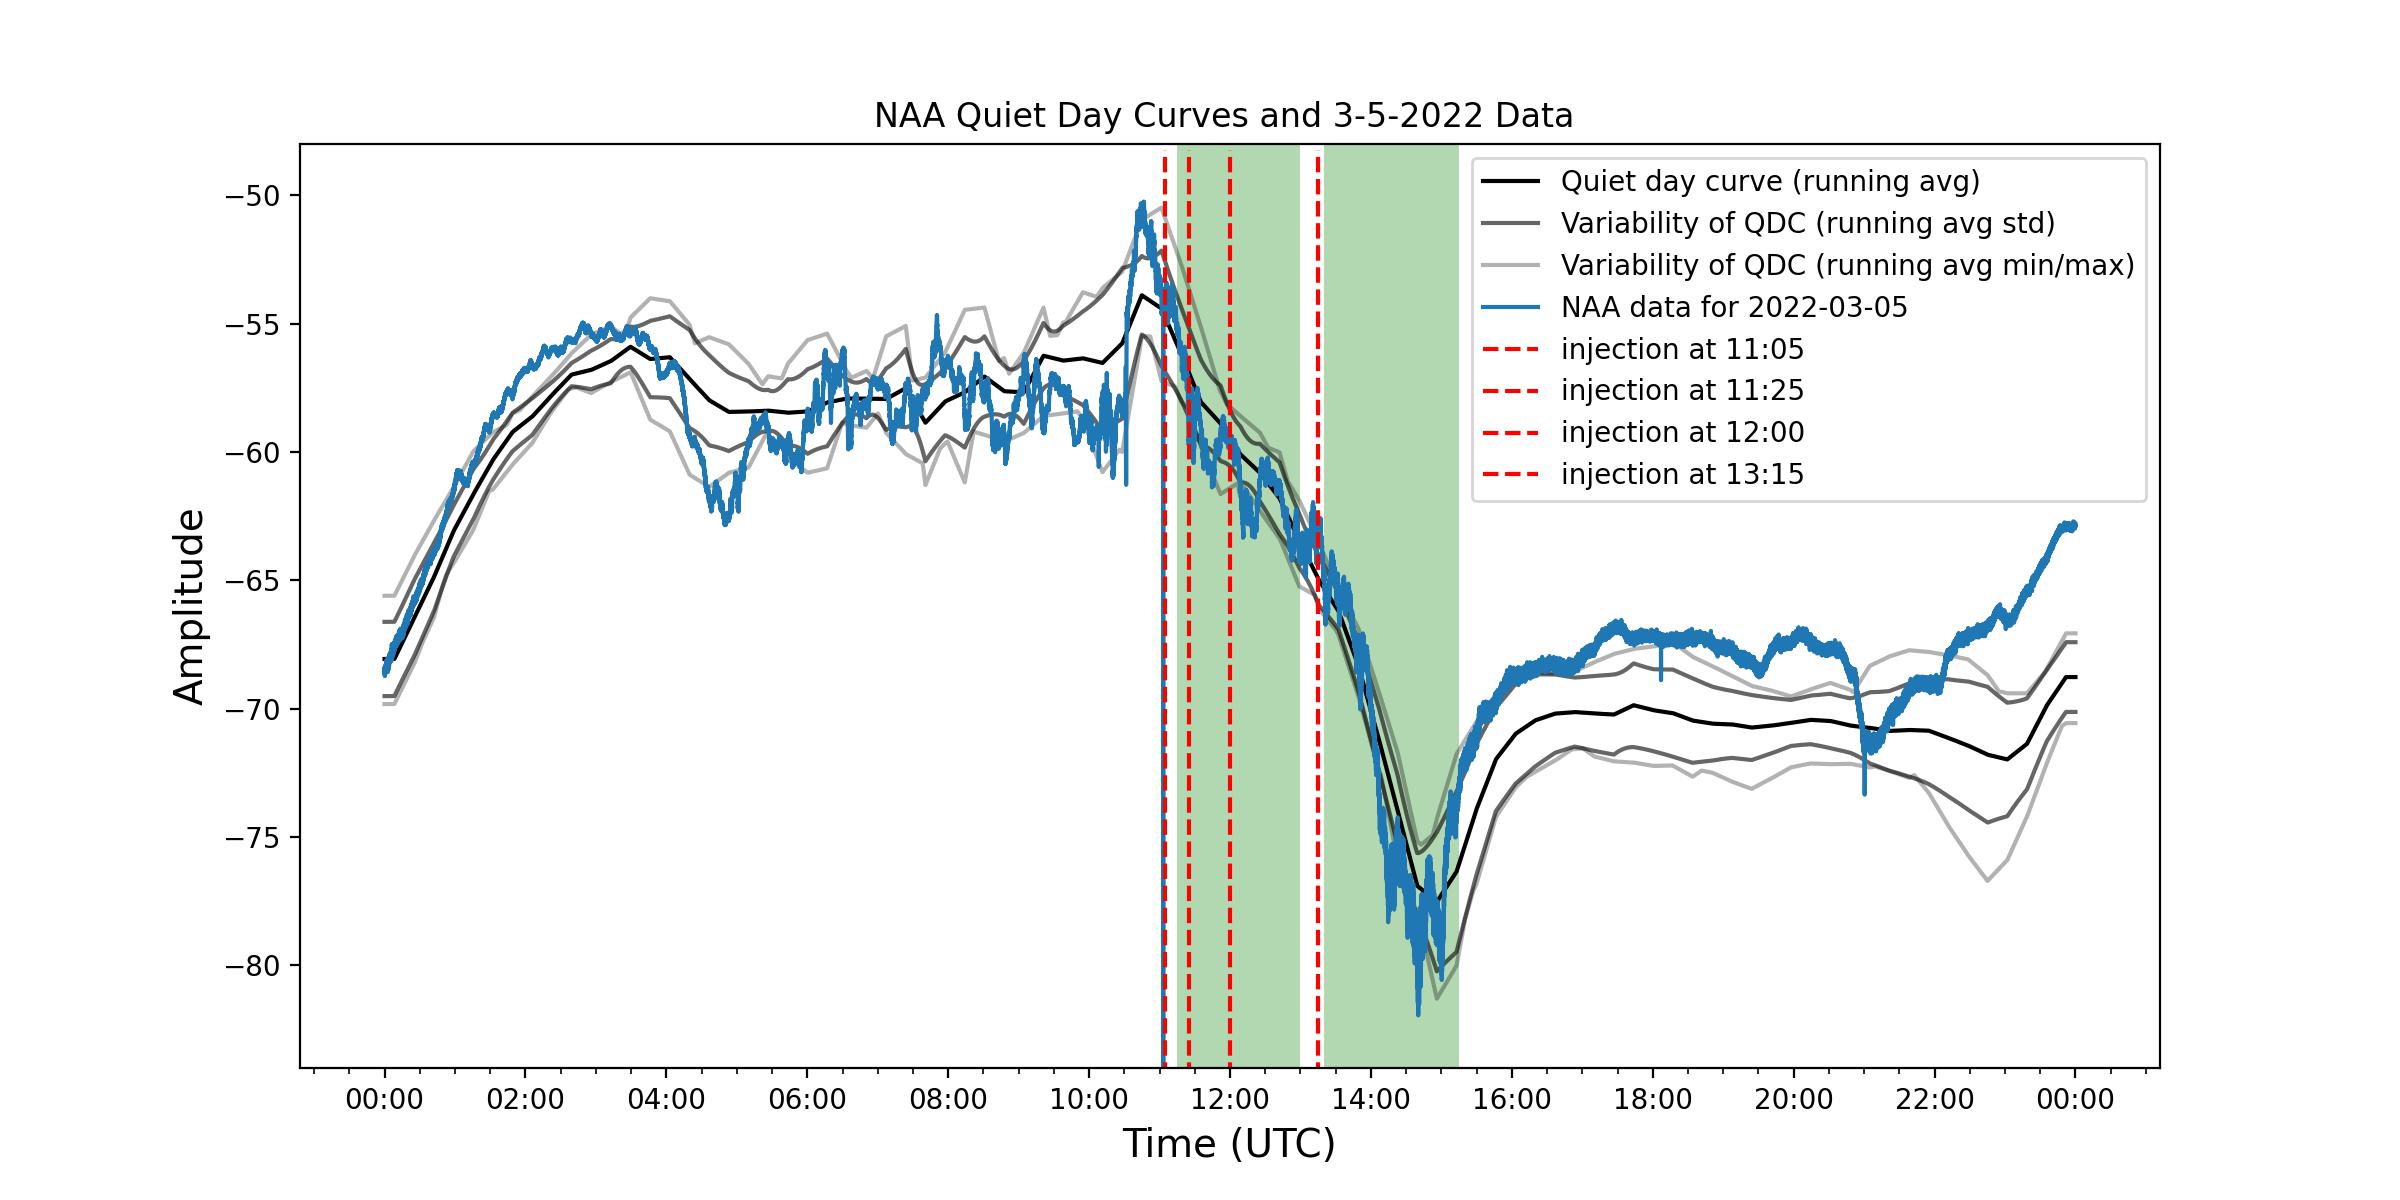 NAA Quiet Day Curves and 3-5-2022 Data
Quiet day curve (running avg)
Variability of QDC (running avg std)
Variability of QDC (running avg min/max)
NAA data for 2022-03-05
injection at 11:05
injection at 11:25
injection at 12:00
injection at 13:15
Amplitude
−50
−55
−60
−65
−70
−75
−80
00:00 02:00 04:00 06:00 08:00 10:00 12:00 14:00 16:00 18:00 20:00 22:00 00:00
Time (UTC)